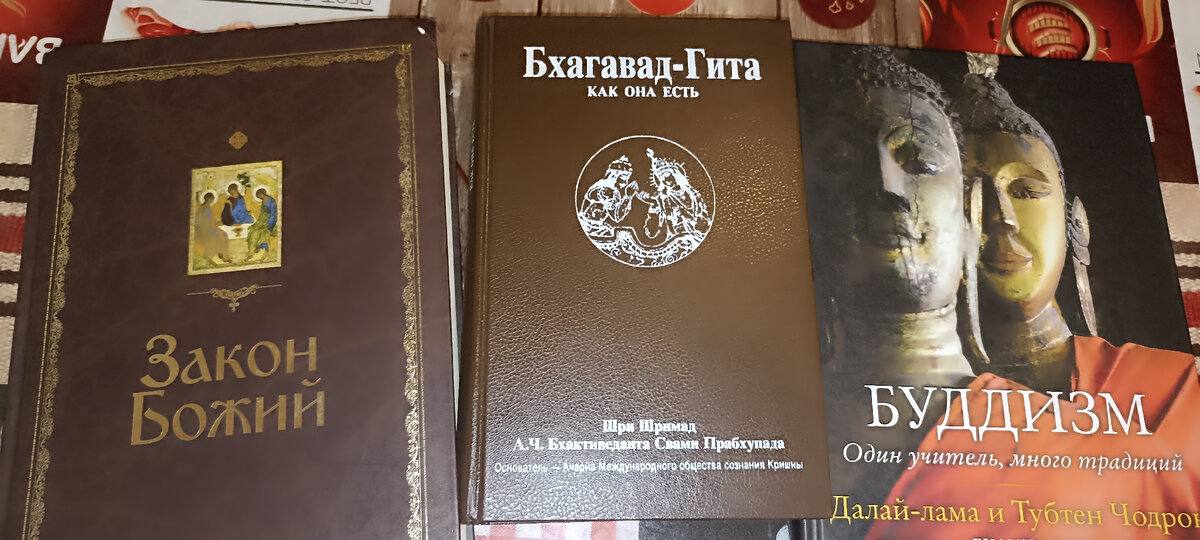 Закон
Божий
Бхагавад-Гита
КАК ОНА ЕСТЬ
Шри Шримад
А.Ч. Бхактиведанта Свами Прабхупада
Основатель — Ачариа Международного общества сознания Кришны
БУДДИЗМ
Один учитель, много традиций
Далай-лама и Тубтен Чодрон